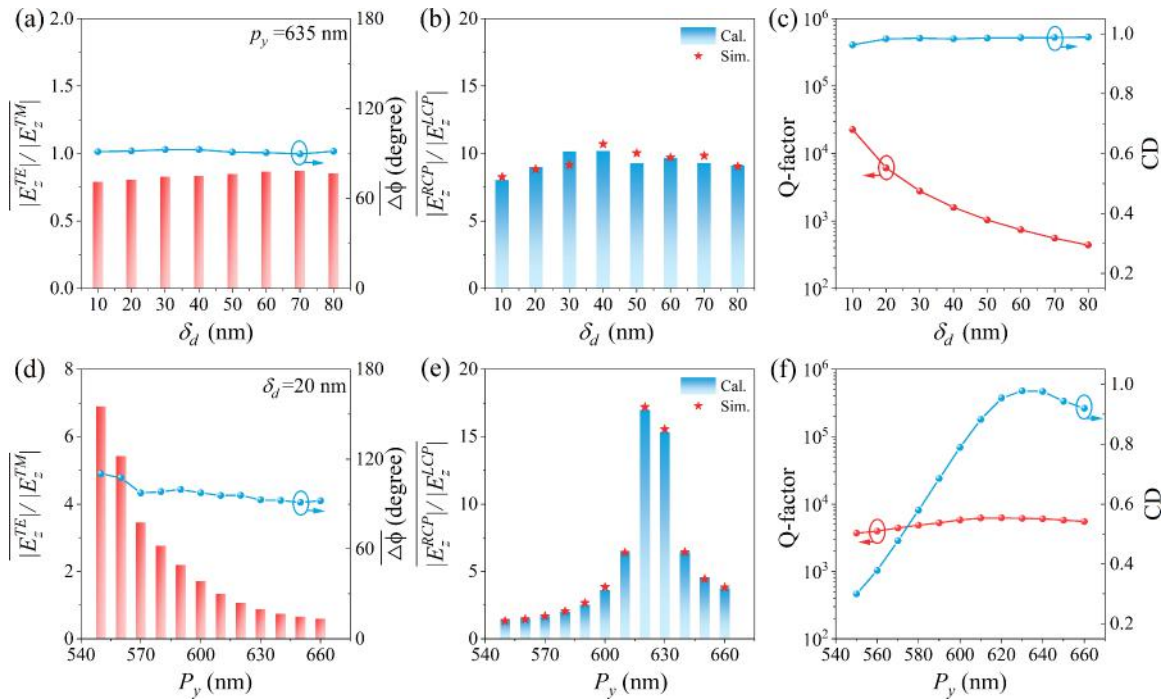 (a)
p_y =635 nm
|E_z^{TE}| / |E_z^{TM}|
2.0
1.5
1.0
0.5
0.0
180
120
60
0
Δϕ (degree)
10 20 30 40 50 60 70 80
δ_d (nm)
(b)
Cal.
Sim.
|E_z^{RCP}| / |E_z^{LCP}|
20
15
10
5
0
10 20 30 40 50 60 70 80
δ_d (nm)
(c)
Q-factor
10^6
10^5
10^4
10^3
10^2
1.0
0.8
0.6
0.4
0.2
CD
10 20 30 40 50 60 70 80
δ_d (nm)
(d)
δ_d=20 nm
|E_z^{TE}| / |E_z^{TM}|
8
6
4
2
0
180
120
60
0
Δϕ (degree)
540 570 600 630 660
P_y (nm)
(e)
Cal.
Sim.
|E_z^{RCP}| / |E_z^{LCP}|
20
15
10
5
0
540 570 600 630 660
P_y (nm)
(f)
Q-factor
10^6
10^5
10^4
10^3
10^2
1.0
0.8
0.6
0.4
0.2
CD
540 560 580 600 620 640 660
P_y (nm)